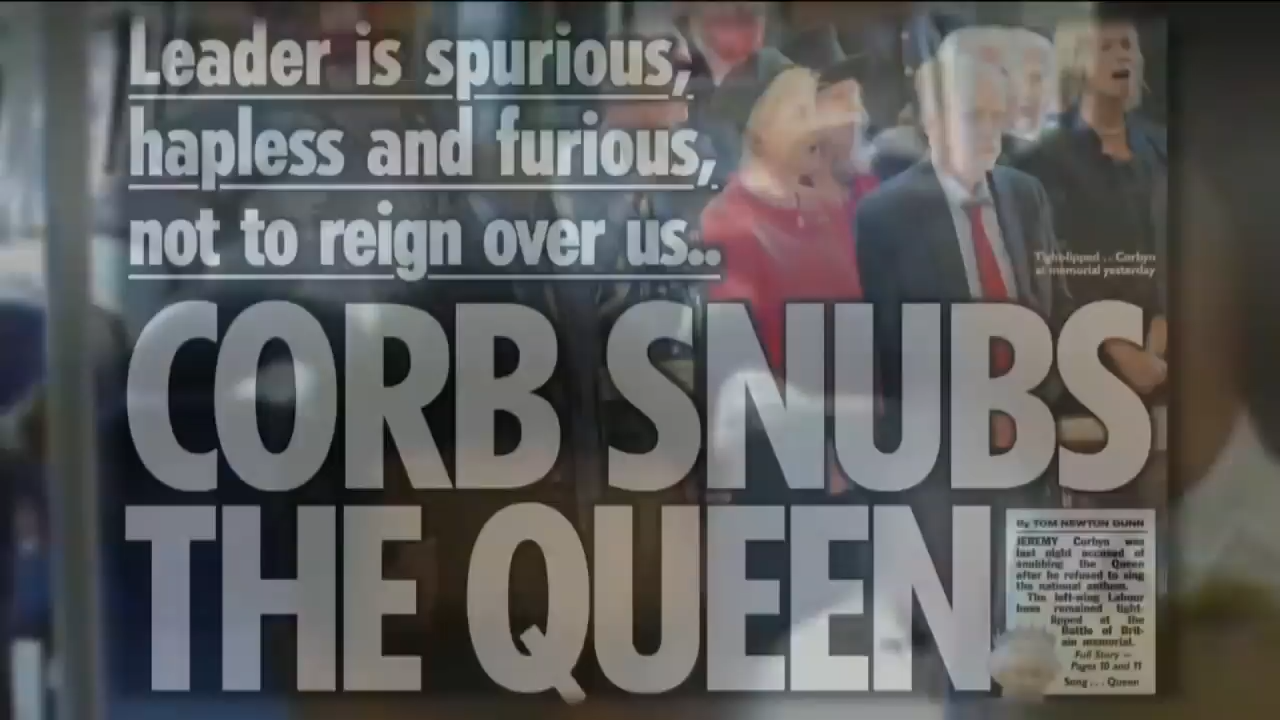 Leader is spurious,
hapless and furious,
not to reign over us..
Tight-lipped . . Corbyn
at memorial yesterday
CORB SNUBS
THE QUEEN
By TOM NEWTON DUNN
JEREMY Corbyn was
last night accused of
snubbing the Queen
after he refused to sing
the national anthem.
The left-wing Labour
boss remained tight-
lipped at the
Battle of Brit-
ain memorial.
Full Story —
Pages 10 and 11
Song . . . Queen